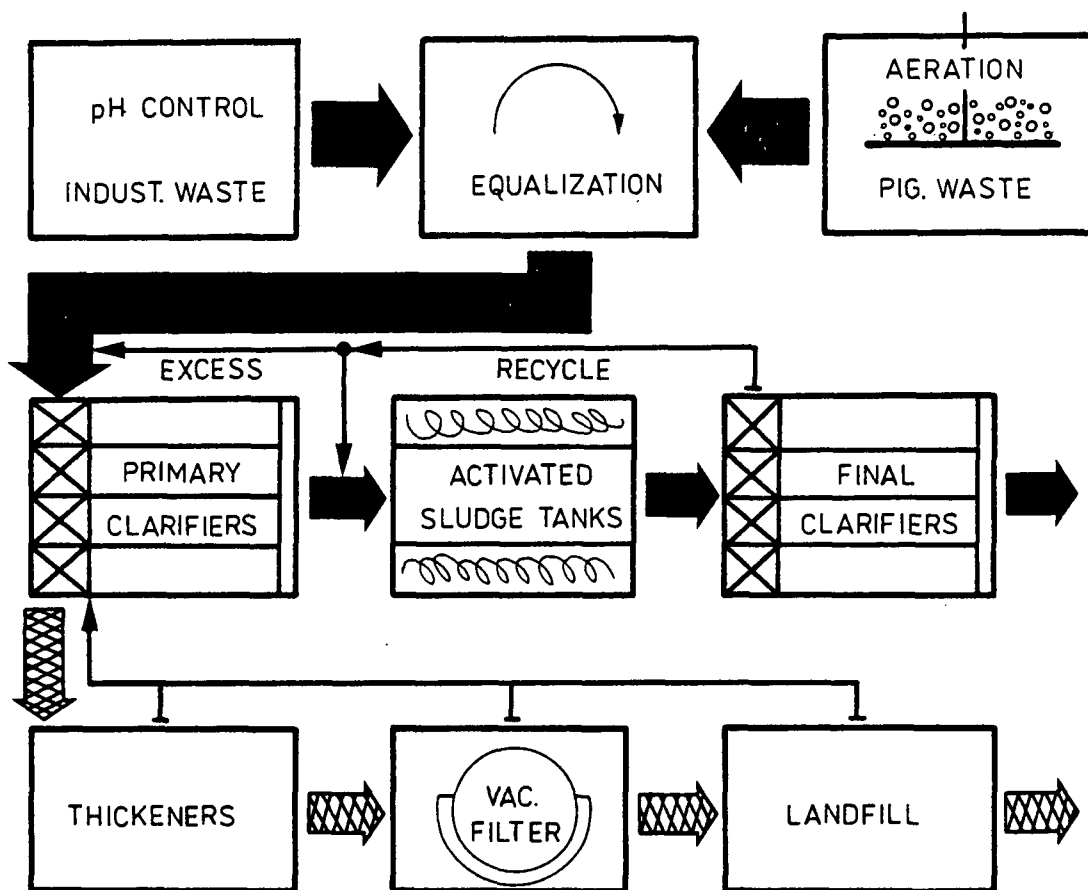 pH CONTROL
INDUST. WASTE
EQUALIZATION
AERATION
PIG. WASTE
EXCESS
RECYCLE
PRIMARY
CLARIFIERS
ACTIVATED
SLUDGE TANKS
FINAL
CLARIFIERS
THICKENERS
VAC.
FILTER
LANDFILL